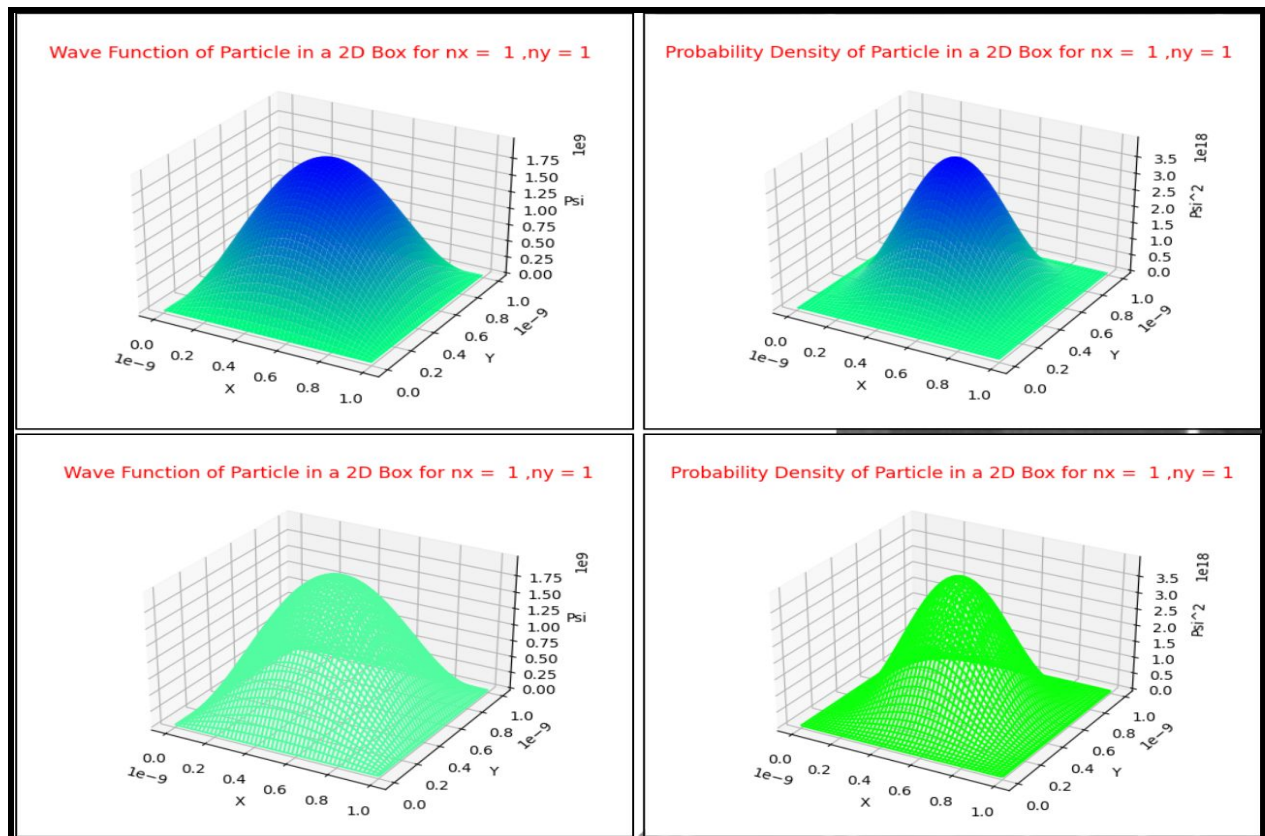 Wave Function of Particle in a 2D Box for nx =  1 ,ny = 1
1e9
1.75
1.50
1.25
1.00
0.75
0.50
0.25
0.00
Psi
0.0
0.2
0.4
0.6
0.8
1.0
1e−9
X
0.0
0.2
0.4
0.6
0.8
1.0
1e−9
Y
Probability Density of Particle in a 2D Box for nx =  1 ,ny = 1
1e18
3.5
3.0
2.5
2.0
1.5
1.0
0.5
0.0
Psi^2
0.0
0.2
0.4
0.6
0.8
1.0
1e−9
X
0.0
0.2
0.4
0.6
0.8
1.0
1e−9
Y
Wave Function of Particle in a 2D Box for nx =  1 ,ny = 1
1e9
1.75
1.50
1.25
1.00
0.75
0.50
0.25
0.00
Psi
0.0
0.2
0.4
0.6
0.8
1.0
1e−9
X
0.0
0.2
0.4
0.6
0.8
1.0
1e−9
Y
Probability Density of Particle in a 2D Box for nx =  1 ,ny = 1
1e18
3.5
3.0
2.5
2.0
1.5
1.0
0.5
0.0
Psi^2
0.0
0.2
0.4
0.6
0.8
1.0
1e−9
X
0.0
0.2
0.4
0.6
0.8
1.0
1e−9
Y